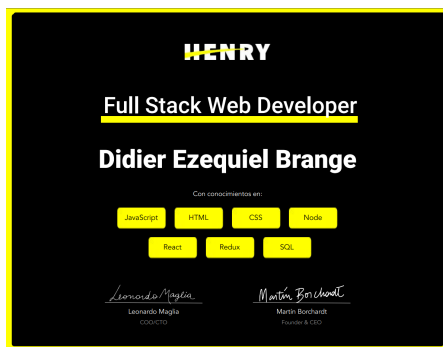 HENRY
Full Stack Web Developer
Didier Ezequiel Brange
Con conocimientos en:
JavaScript HTML CSS Node
React Redux SQL
Leonardo Maglia Martín Borchardt
Leonardo Maglia Martín Borchardt
COO/CTO Founder & CEO